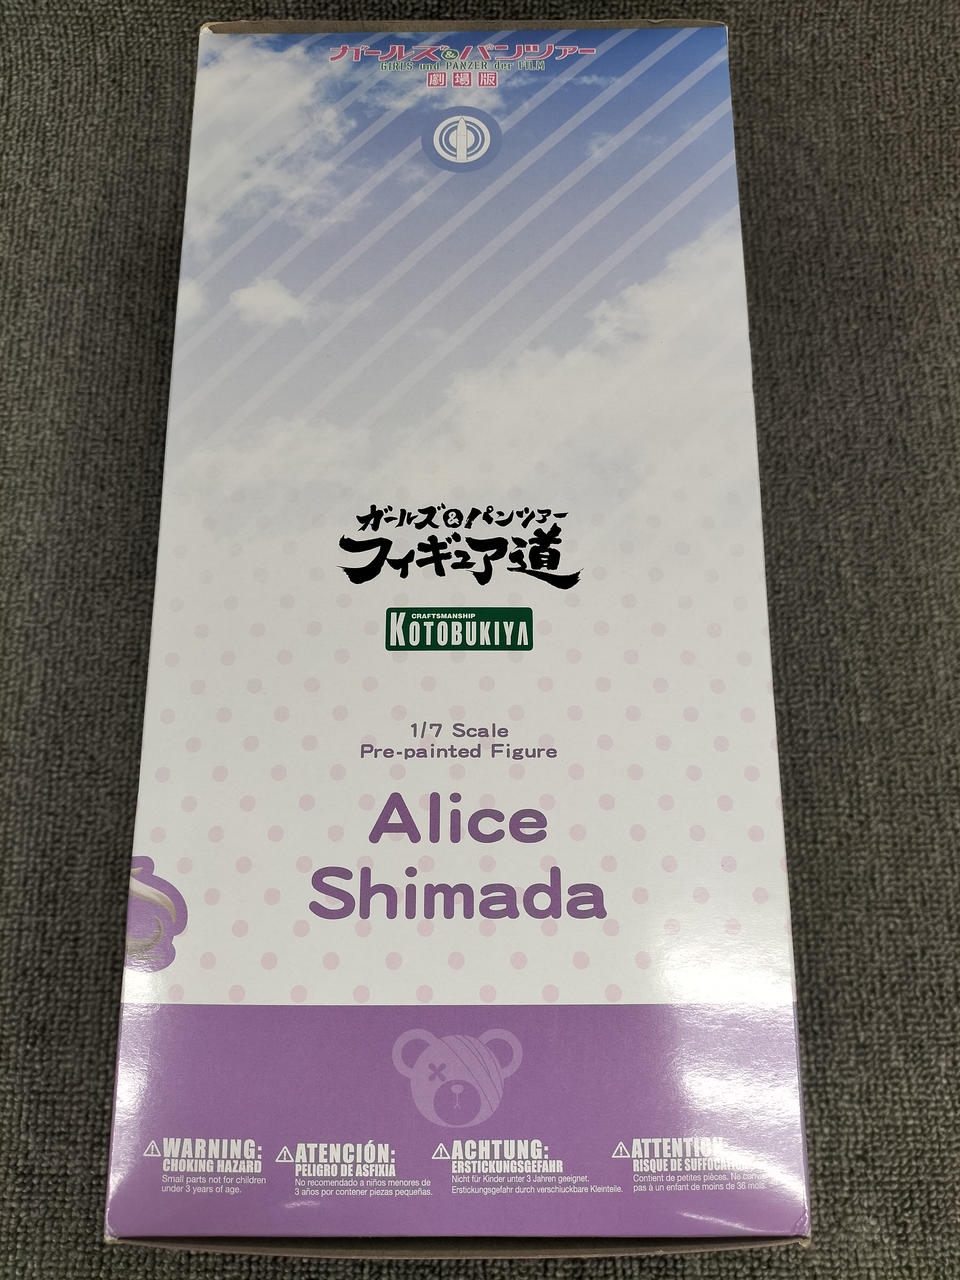 ガールズ&パンツァー
GIRLS und PANZER der FILM
劇場版
ガールズ&パンツァー
フィギュア道
CRAFTSMANSHIP
KOTOBUKIYA
1/7 Scale
Pre-painted Figure
Alice
Shimada
WARNING:
CHOKING HAZARD
Small parts not for children
under 3 years of age.
ATENCIÓN:
PELIGRO DE ASFIXIA
No recomendado a niños menores de
3 años por contener piezas pequeñas.
ACHTUNG:
ERSTICKUNGSGEFAHR
Nicht für Kinder unter 3 Jahren geeignet.
Erstickungsgefahr durch verschluckbare Kleinteile.
ATTENTION:
RISQUE DE
Contient de petites pièces. Ne
pas à un enfant de moins de 36 mois.